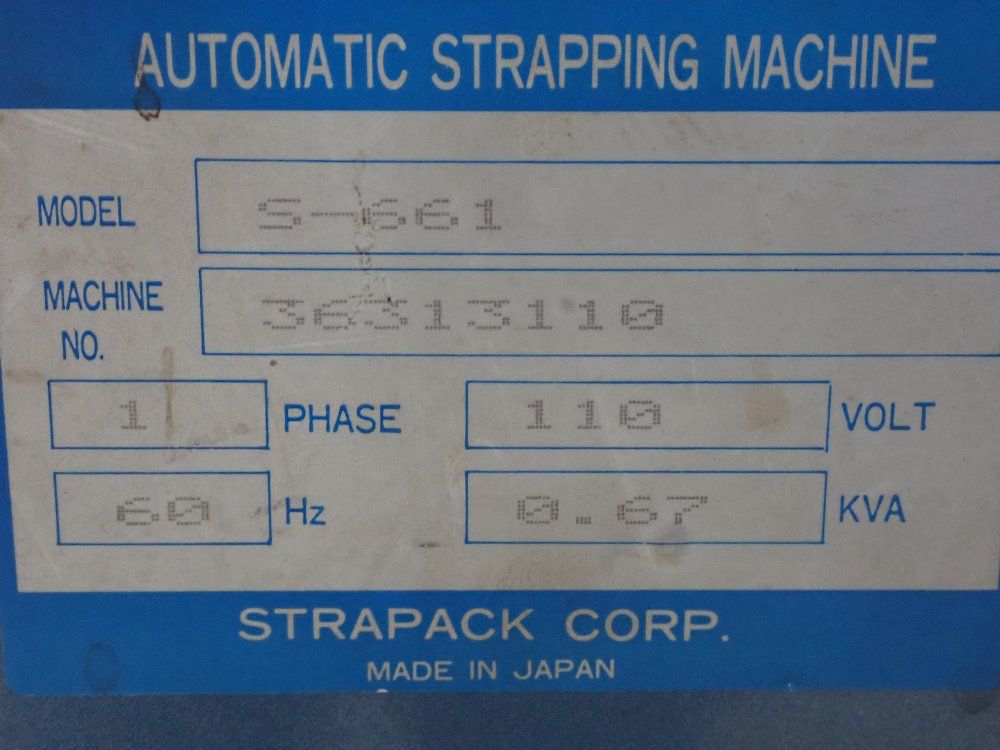 AUTOMATIC STRAPPING MACHINE
MODEL S-661
MACHINE NO. 36313110
1 PHASE 110 VOLT
60 Hz 0.67 KVA
STRAPACK CORP.
MADE IN JAPAN